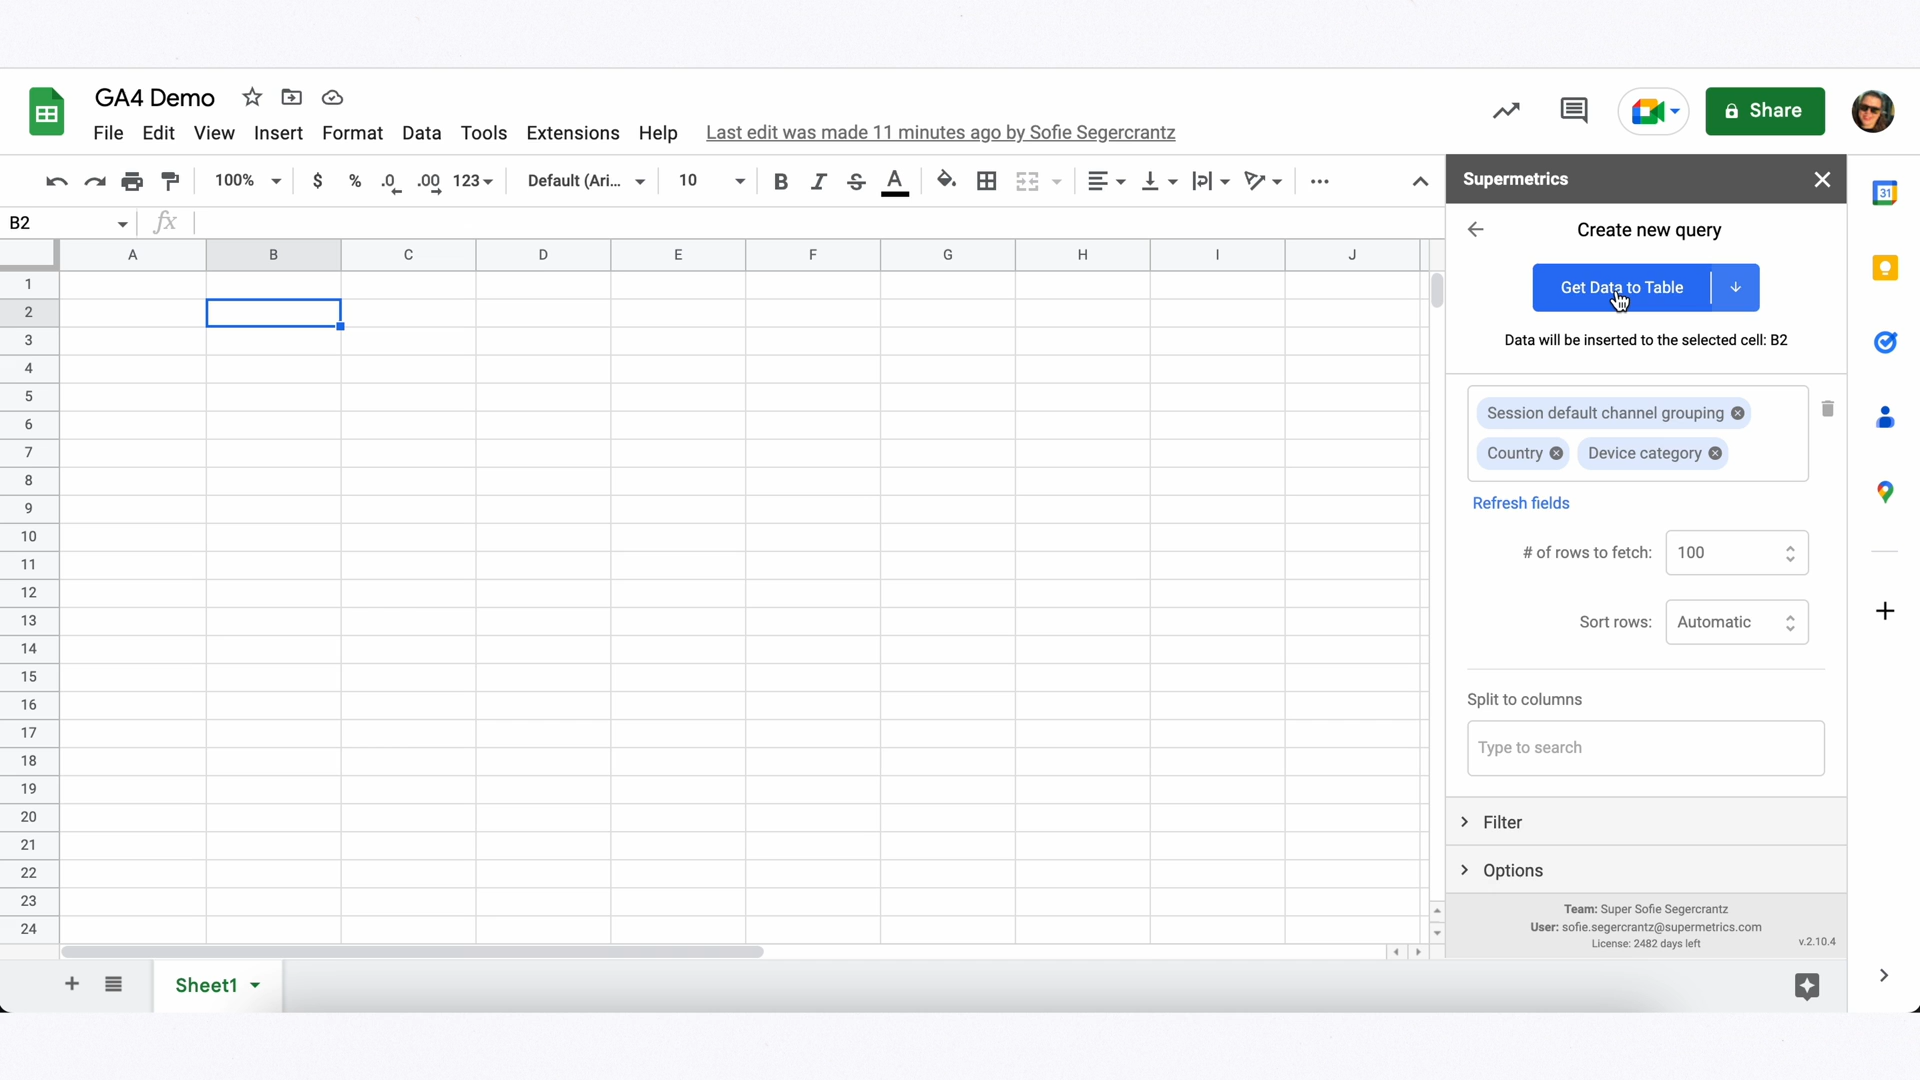 GA4 Demo
File Edit View Insert Format Data Tools Extensions Help Last edit was made 11 minutes ago by Sofie Segercrantz
Share
100% $ % .0 .00 123 Default (Ari... 10 B I S A
B2 fx
A B C D E F G H I J
1
2
3
4
5
6
7
8
9
10
11
12
13
14
15
16
17
18
19
20
21
22
23
24
Sheet1
Supermetrics
Create new query
Get Data to Table
Data will be inserted to the selected cell: B2
Session default channel grouping
Country Device category
Refresh fields
# of rows to fetch: 100
Sort rows: Automatic
Split to columns
Type to search
Filter
Options
Team: Super Sofie Segercrantz
User: sofie.segercrantz@supermetrics.com
License: 2482 days left v.2.10.4
31